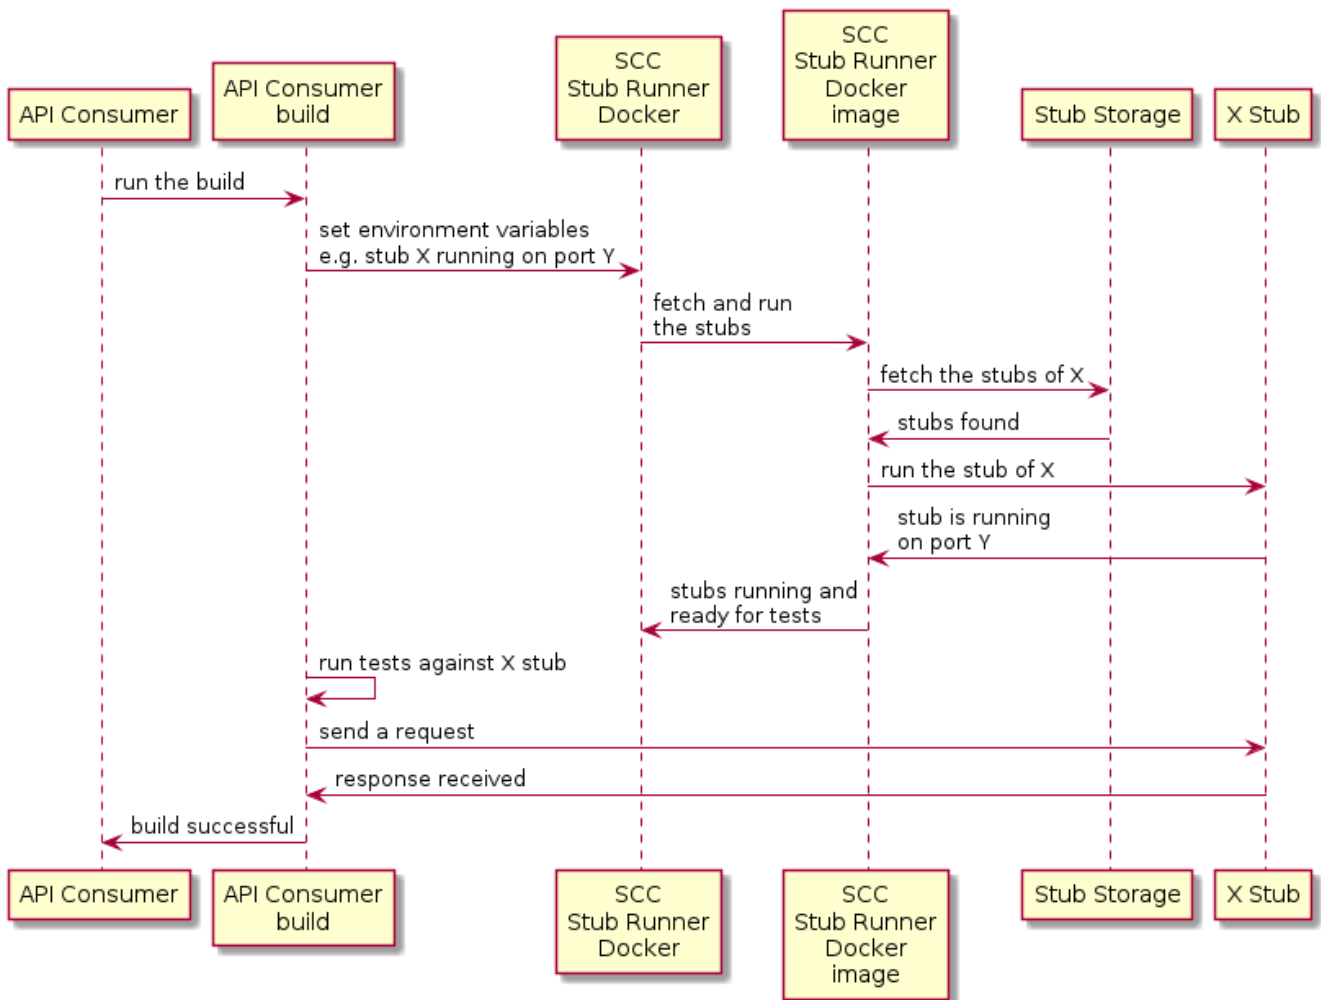 SCC
Stub Runner
Docker
image
SCC
Stub Runner
Docker
API Consumer
build
API Consumer
Stub Storage
X Stub
run the build
set environment variables
e.g. stub X running on port Y
fetch and run
the stubs
fetch the stubs of X
stubs found
run the stub of X
stub is running
on port Y
stubs running and
ready for tests
run tests against X stub
send a request
response received
build successful
API Consumer
API Consumer
build
SCC
Stub Runner
Docker
SCC
Stub Runner
Docker
image
Stub Storage
X Stub